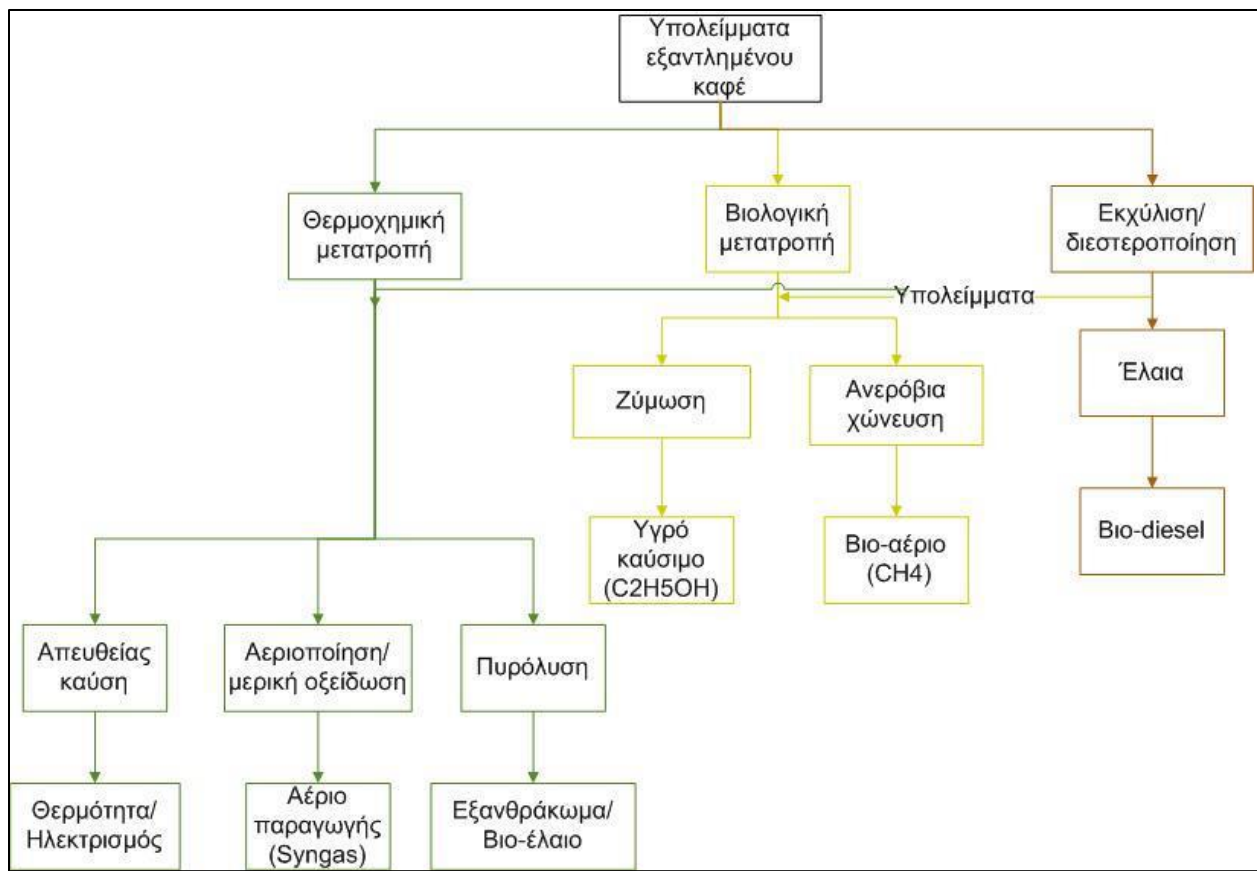 Υπολείμματα
εξαντλημένου
καφέ
Θερμοχημική
μετατροπή
Βιολογική
μετατροπή
Εκχύλιση/
διεστεροποίηση
Υπολείμματα
Ζύμωση
Ανερόβια
χώνευση
Έλαια
Υγρό
καύσιμο
(C2H5OH)
Βιο-αέριο
(CH4)
Βιο-diesel
Απευθείας
καύση
Αεριοποίηση/
μερική οξείδωση
Πυρόλυση
Θερμότητα/
Ηλεκτρισμός
Αέριο
παραγωγής
(Syngas)
Εξανθράκωμα/
Βιο-έλαιο